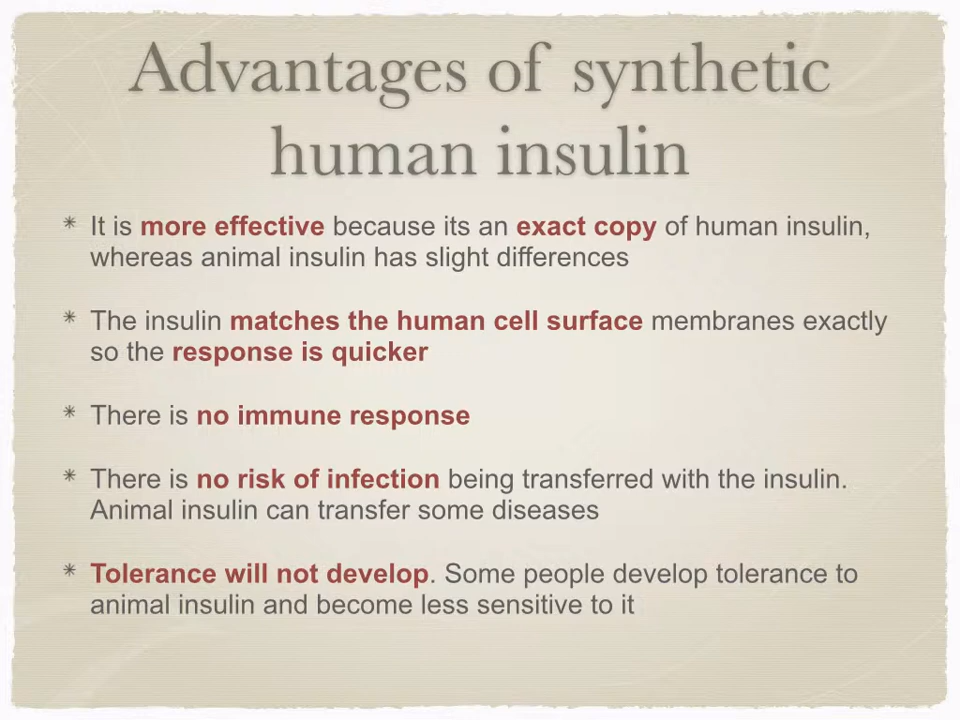 Advantages of synthetic
human insulin
* It is more effective because its an exact copy of human insulin,
whereas animal insulin has slight differences
* The insulin matches the human cell surface membranes exactly
so the response is quicker
* There is no immune response
* There is no risk of infection being transferred with the insulin.
Animal insulin can transfer some diseases
* Tolerance will not develop. Some people develop tolerance to
animal insulin and become less sensitive to it